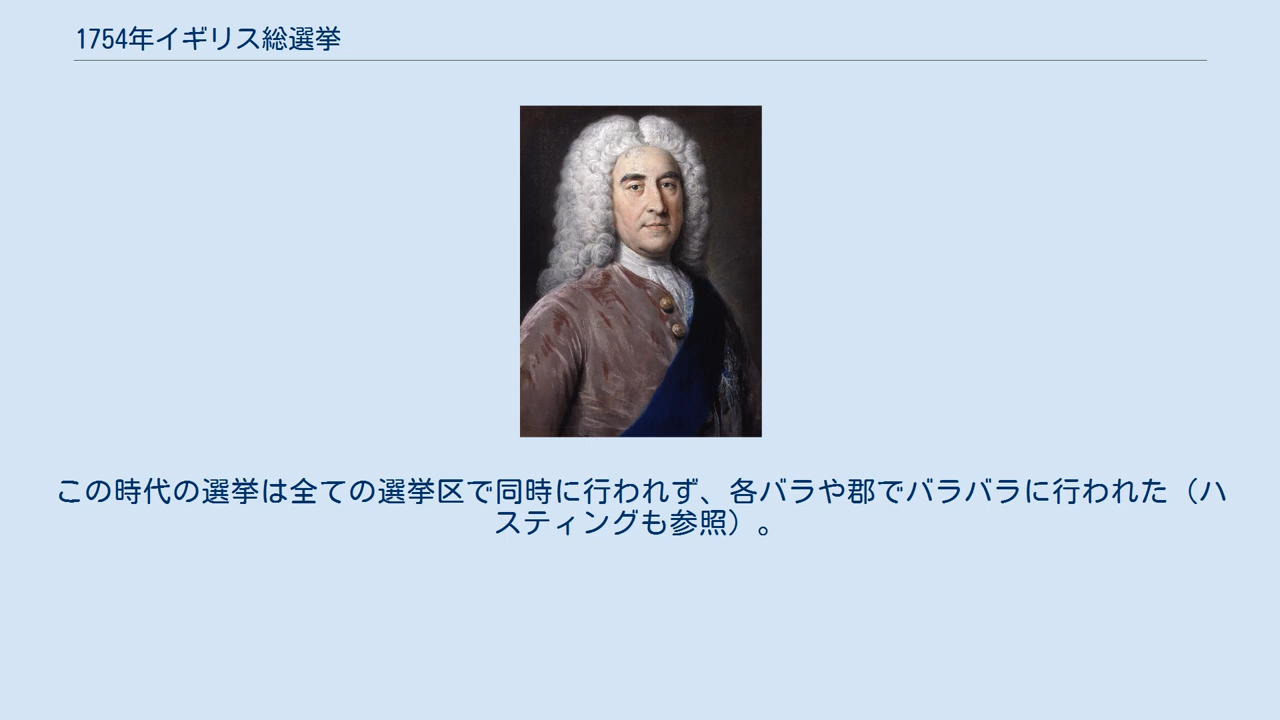 1754年イギリス総選挙
この時代の選挙は全ての選挙区で同時に行われず、各バラや郡でバラバラに行われた（ハ
スティングも参照）。